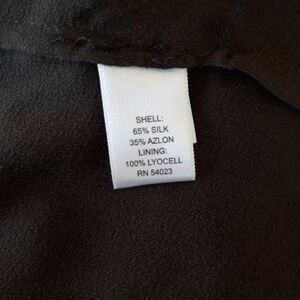 SHELL:
65% SILK
35% AZLON
LINING:
100% LYOCELL
RN 54023